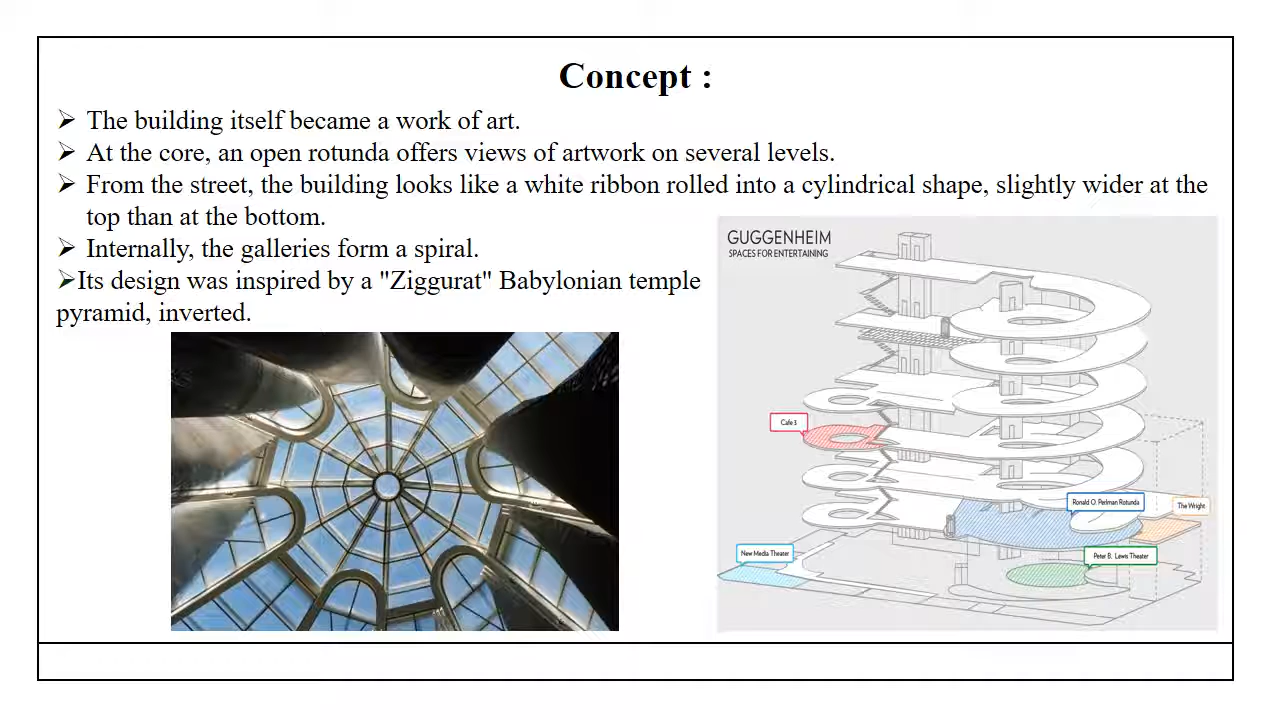 Concept :
➢ The building itself became a work of art.
➢ At the core, an open rotunda offers views of artwork on several levels.
➢ From the street, the building looks like a white ribbon rolled into a cylindrical shape, slightly wider at the
top than at the bottom.
➢ Internally, the galleries form a spiral.
➢Its design was inspired by a "Ziggurat" Babylonian temple
pyramid, inverted.
GUGGENHEIM
SPACES FOR ENTERTAINING
Cafe 3
Ronald O. Perlman Rotunda
The Wright
New Media Theater
Peter B. Lewis Theater